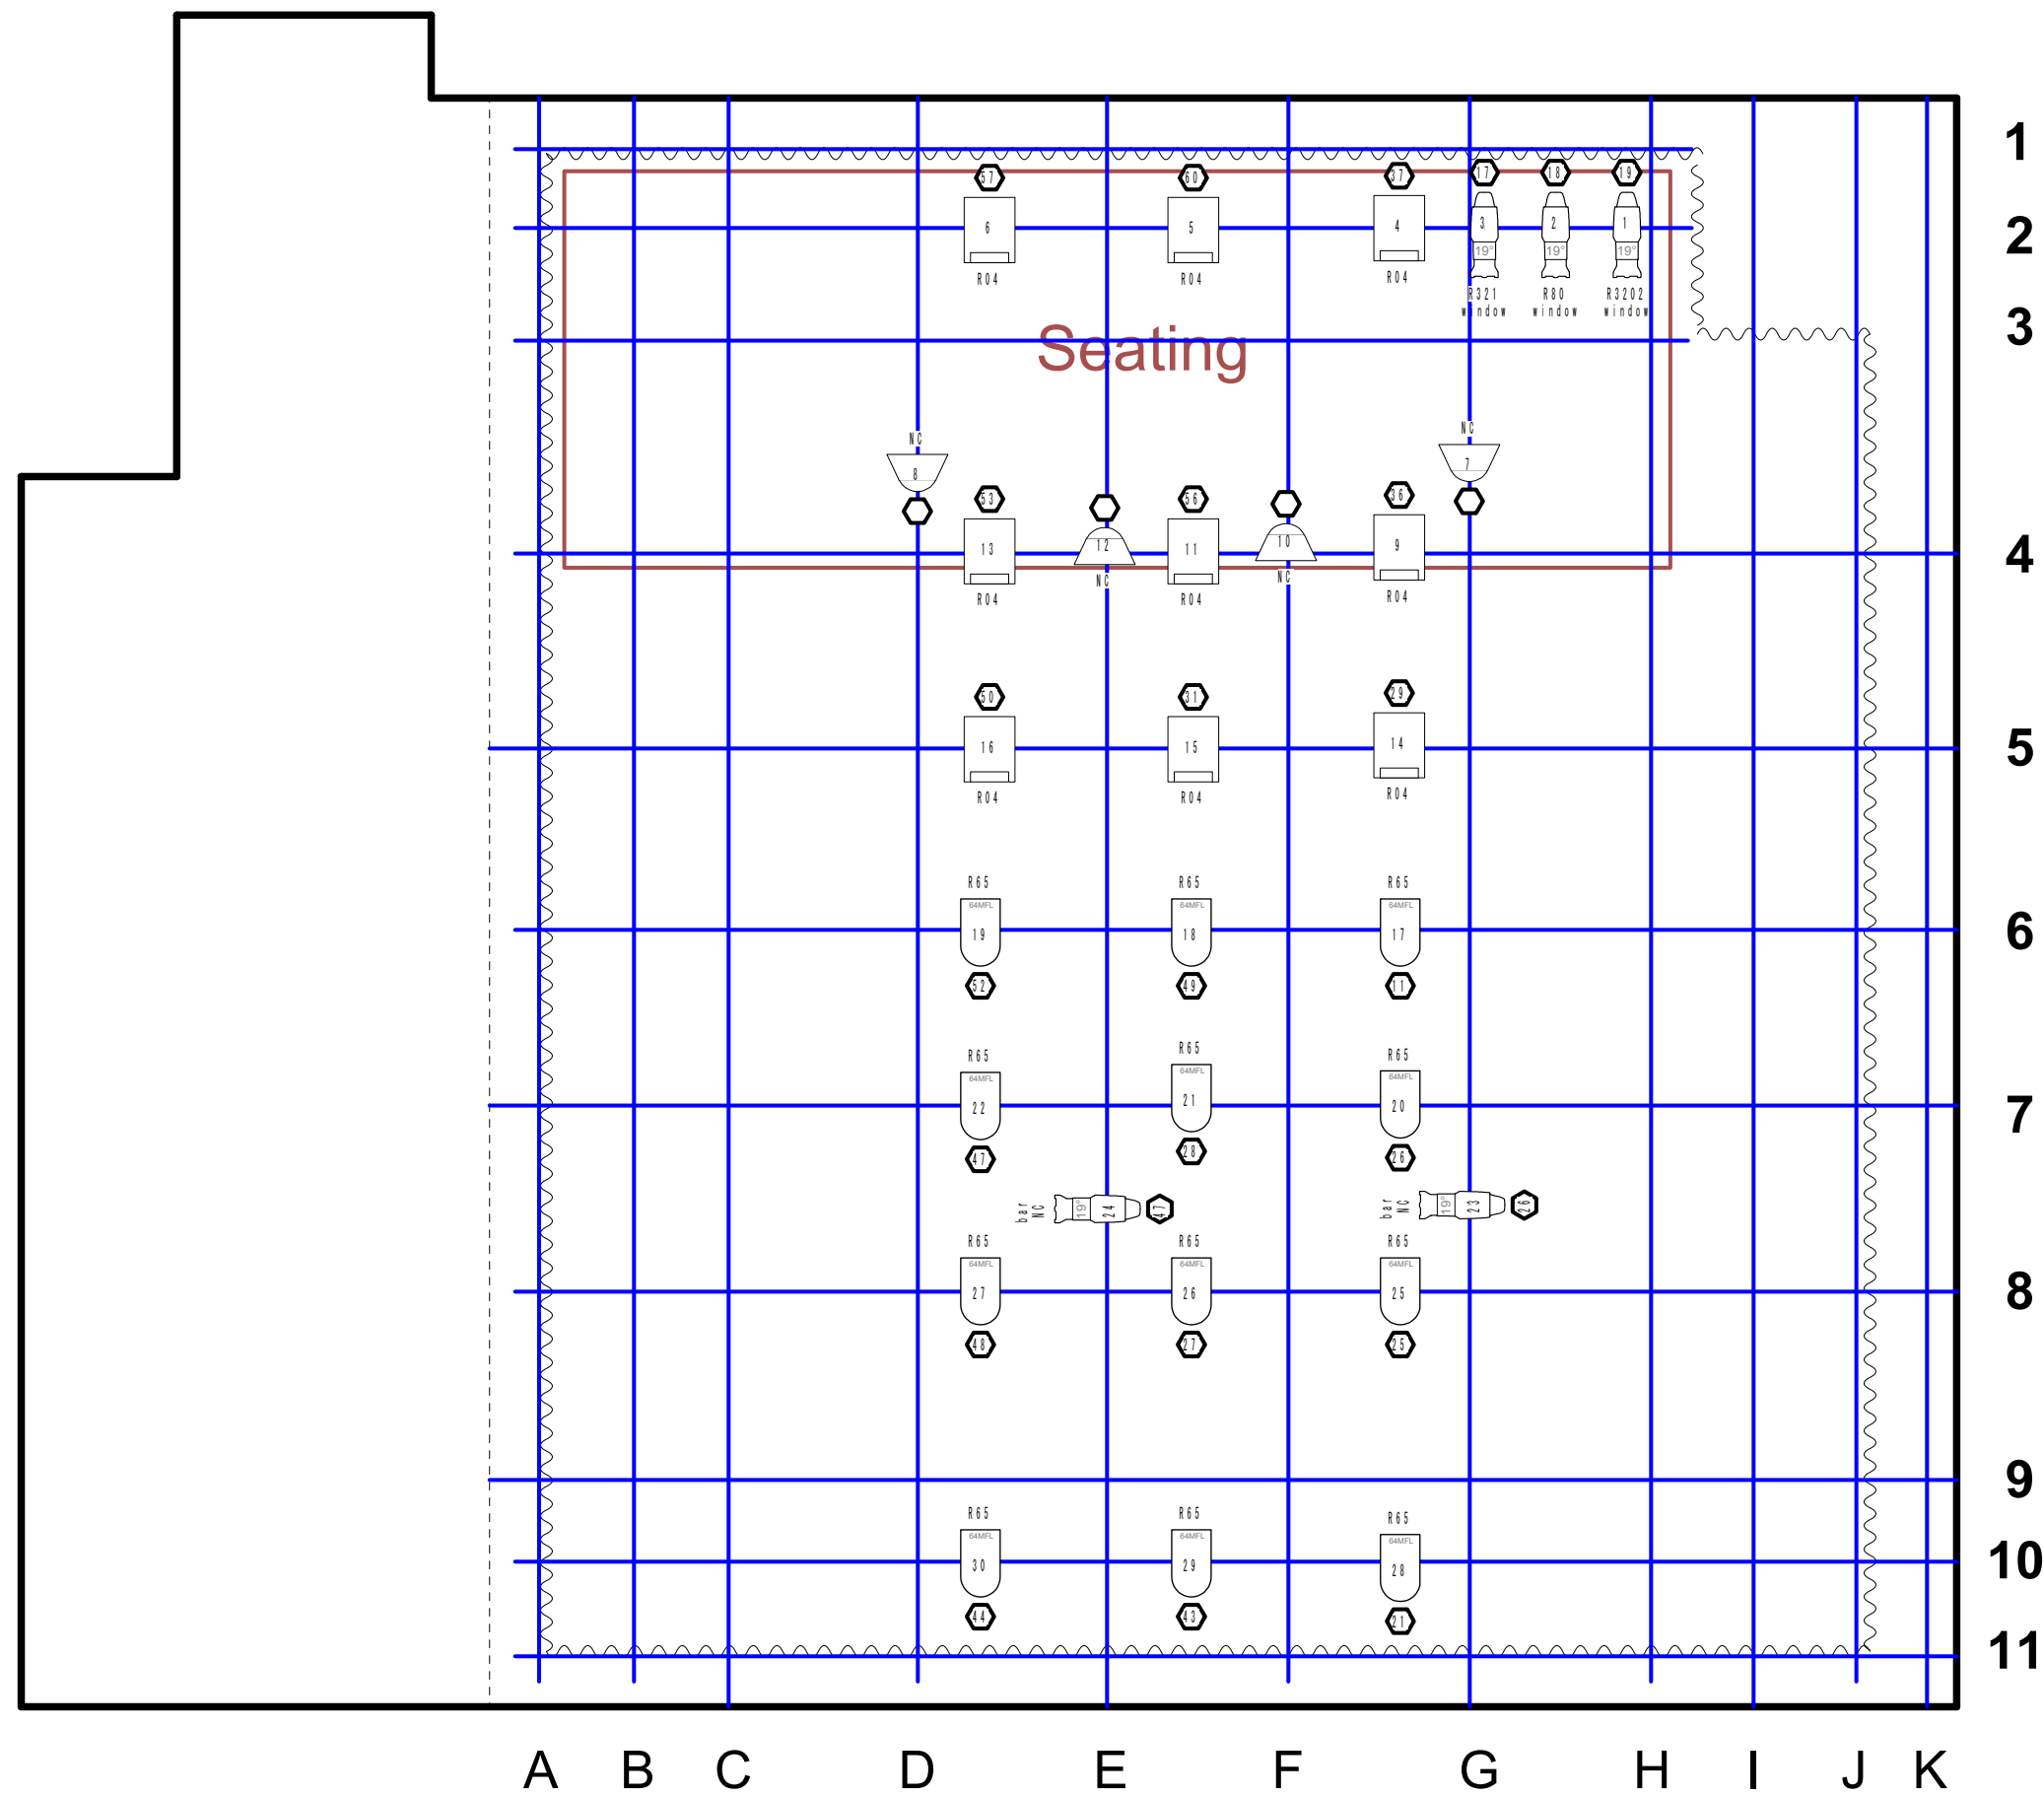 1
57 60 37 17 18 19
6 5 4 3 2 1
2
19° 19° 19°
R04 R04 R04
R321 R80 R3202
window window window
3
Seating
NC NC
8 7
53 56 36
13 12 11 10 9
4
NC NC
R04 R04 R04
50 31 29
16 15 14
5
R04 R04 R04
R65 R65 R65
64MFL 64MFL 64MFL
19 18 17
6
52 49 11
R65 R65 R65
64MFL 64MFL 64MFL
22 21 20
7
47 28 26
bar NC 19° 24 47
bar NC 19° 23 26
R65 R65 R65
64MFL 64MFL 64MFL
27 26 25
8
48 27 25
9
R65 R65 R65
64MFL 64MFL 64MFL
30 29 28
10
44 43 21
11
A B C D E F G H I J K